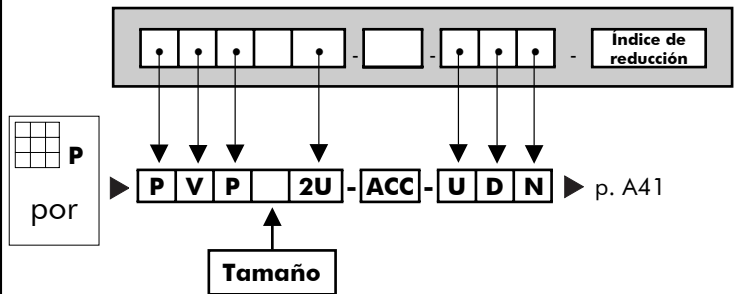 - - - Índice de
reducción
P
por
P V P 2U - ACC - U D N p. A41
Tamaño